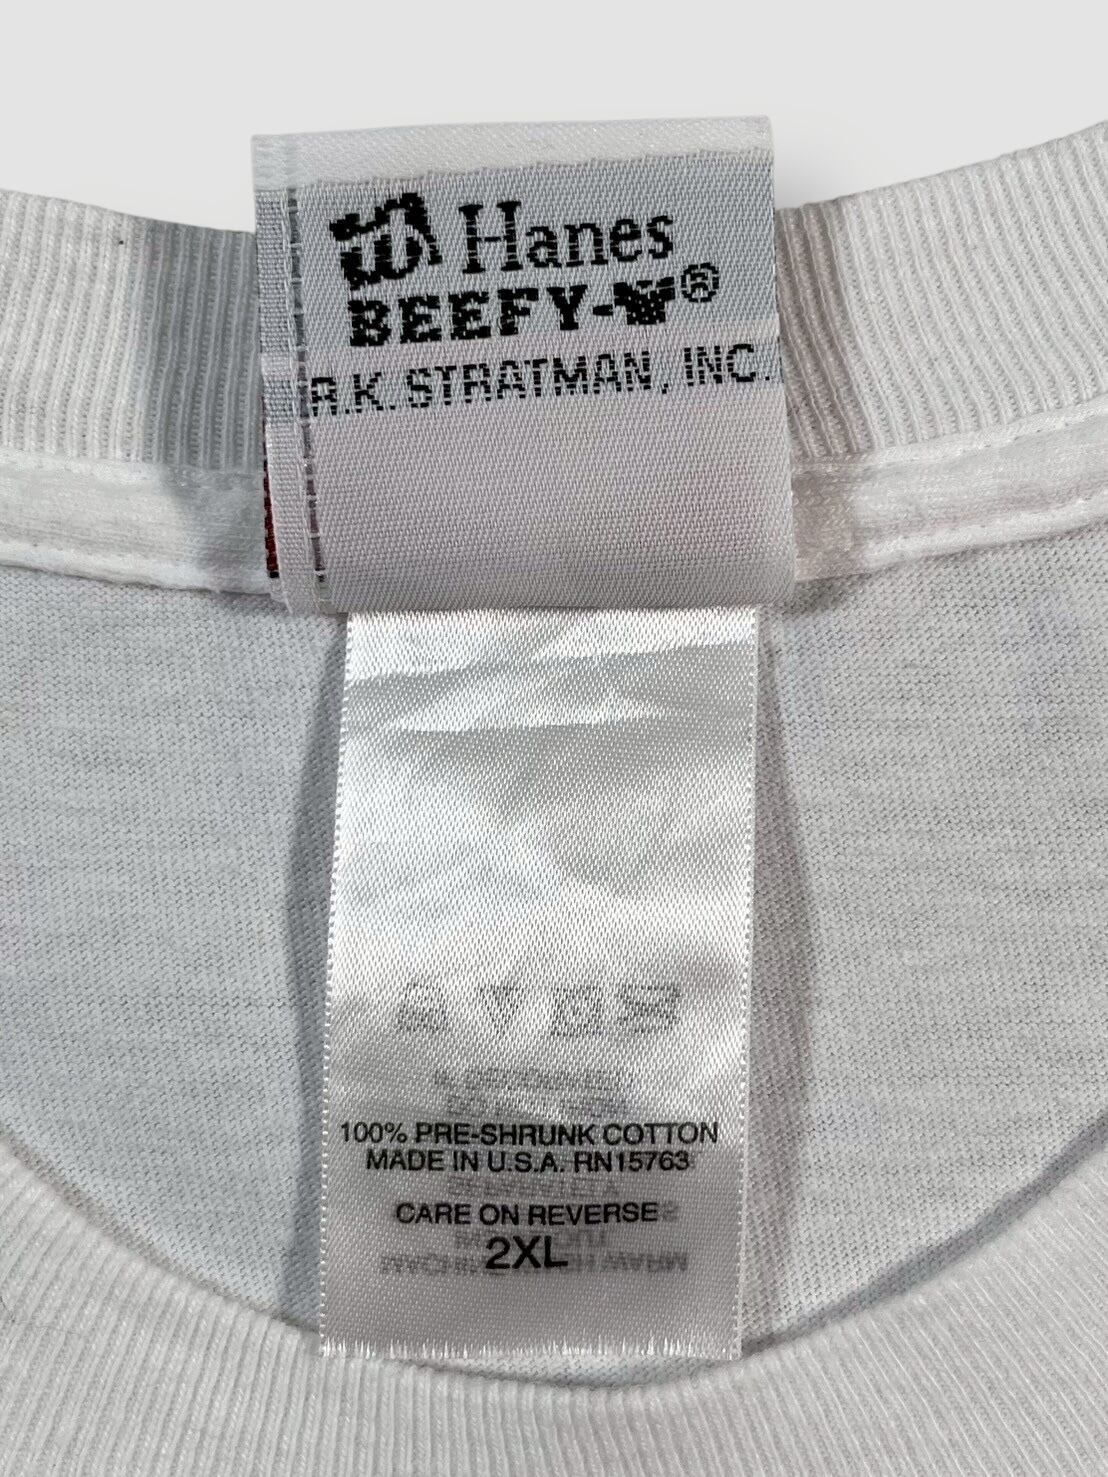 Hanes
BEEFY-T®
R.K. STRATMAN, INC.
100% PRE-SHRUNK COTTON
MADE IN U.S.A. RN15763
CARE ON REVERSE
2XL